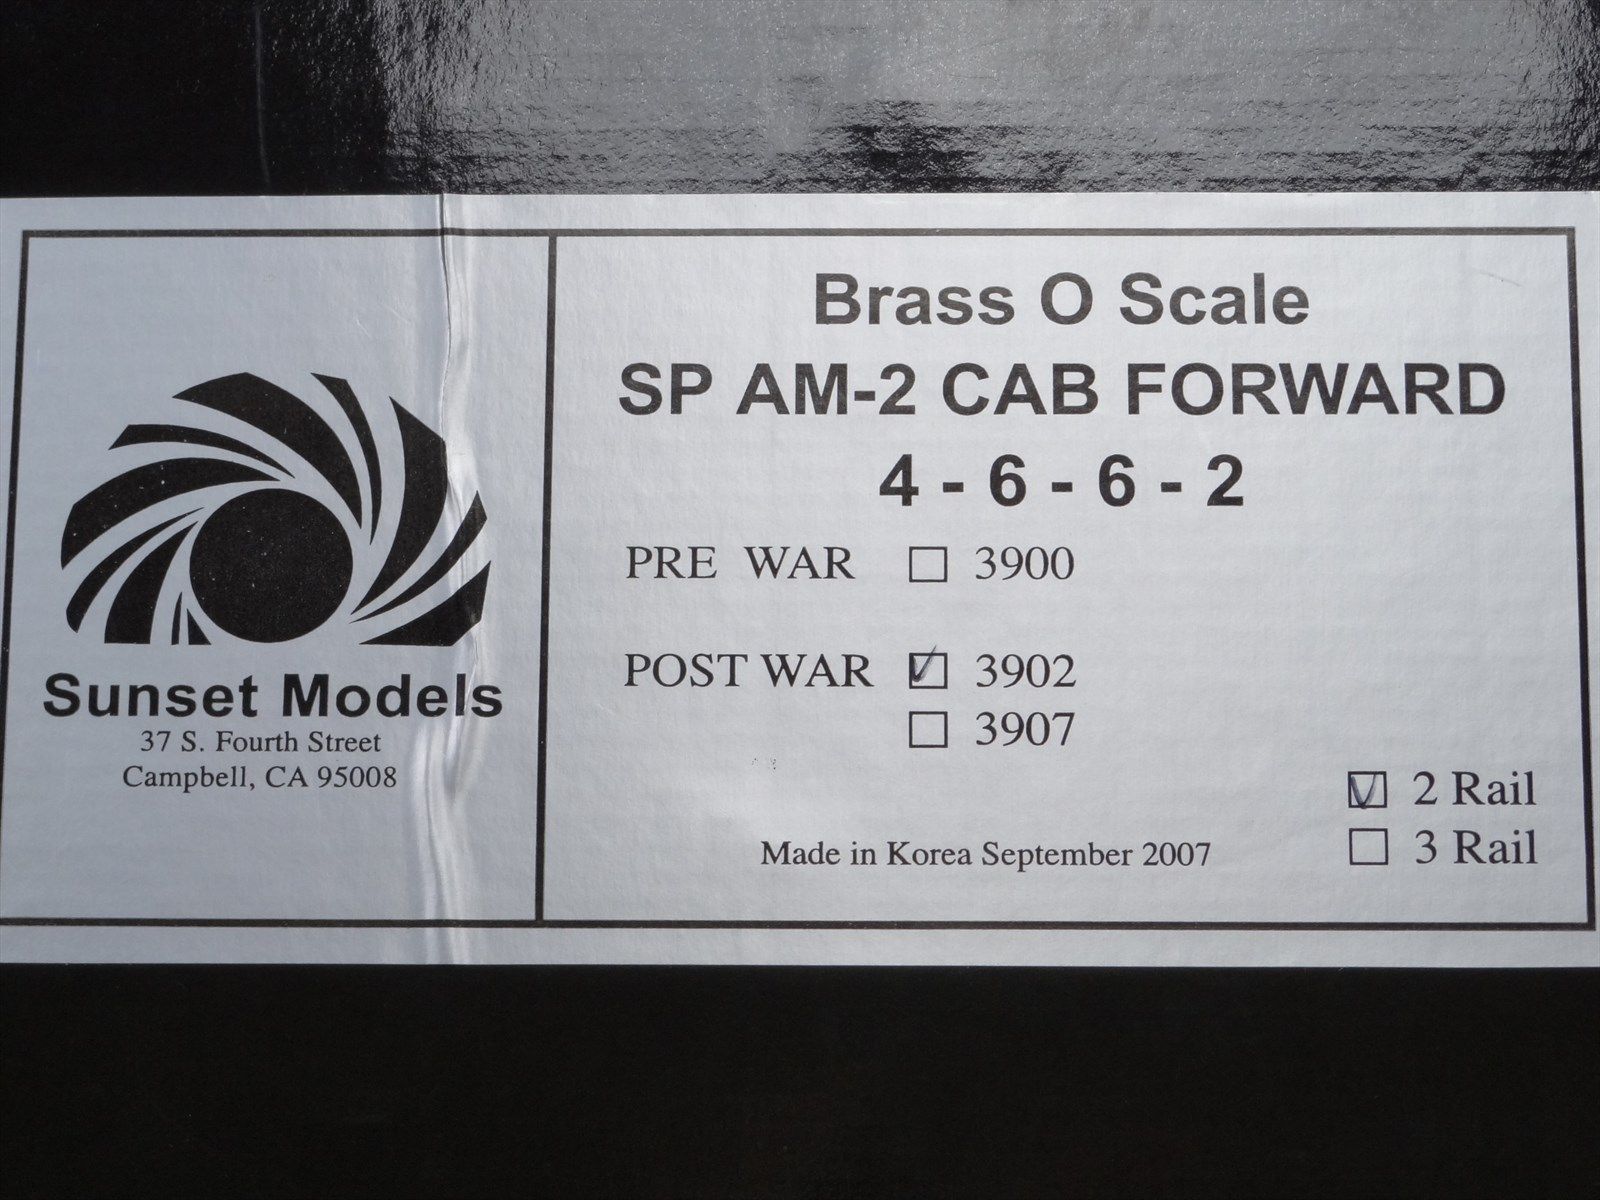 Sunset Models
37 S. Fourth Street
Campbell, CA 95008
Brass O Scale
SP AM-2 CAB FORWARD
4 - 6 - 6 - 2
PRE WAR ☐ 3900
POST WAR ☑ 3902
☐ 3907
☑ 2 Rail
☐ 3 Rail
Made in Korea September 2007